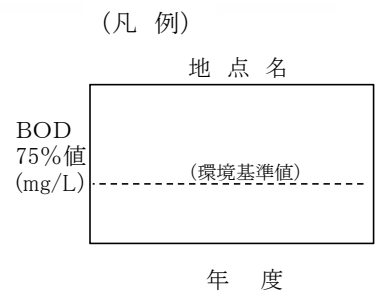 (凡 例)
地 点 名
BOD
75%値
(mg/L)
(環境基準値)
年 度